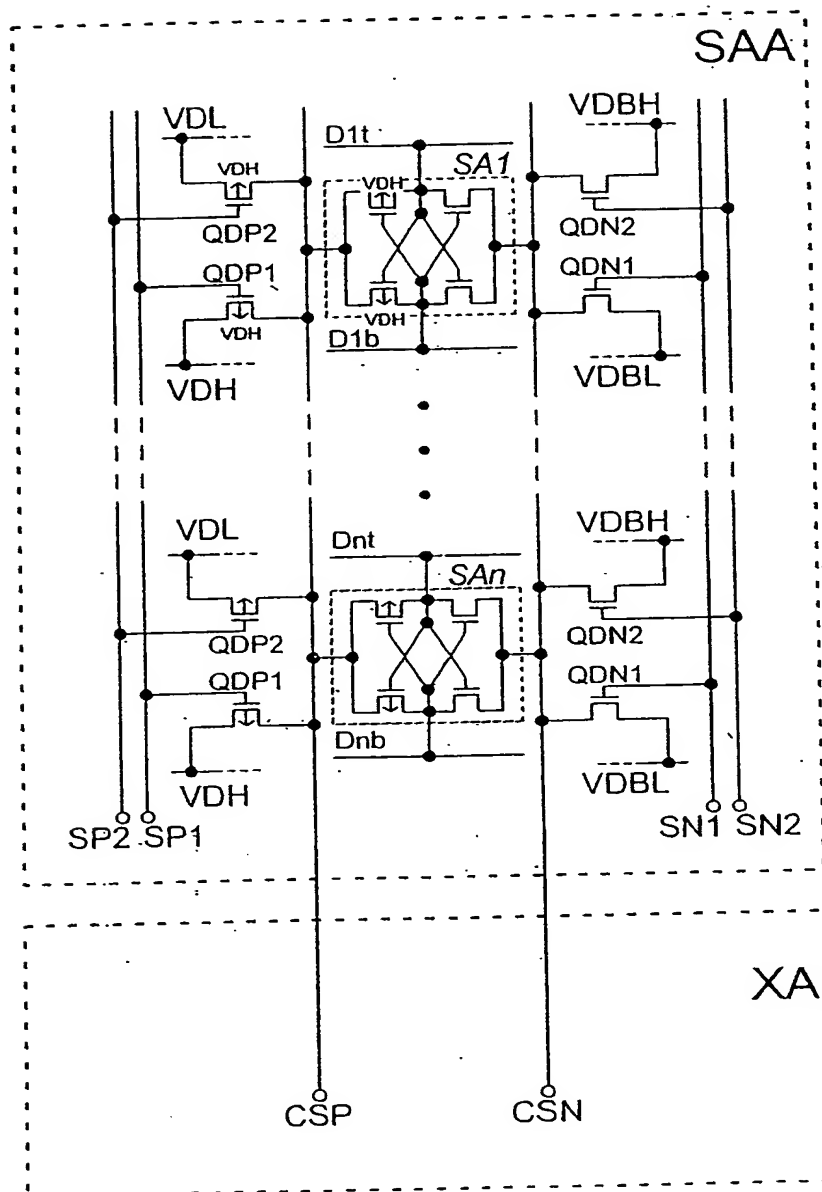 SAA
VDL
VDBH
D1t
SA1
VDH
VDH
QDP2
QDN2
QDP1
QDN1
VDH
VDH
D1b
VDH
VDBL
VDL
VDBH
Dnt
SAn
QDP2
QDN2
QDP1
QDN1
Dnb
VDH
VDBL
SP2 SP1
SN1 SN2
XA
CSP
CSN